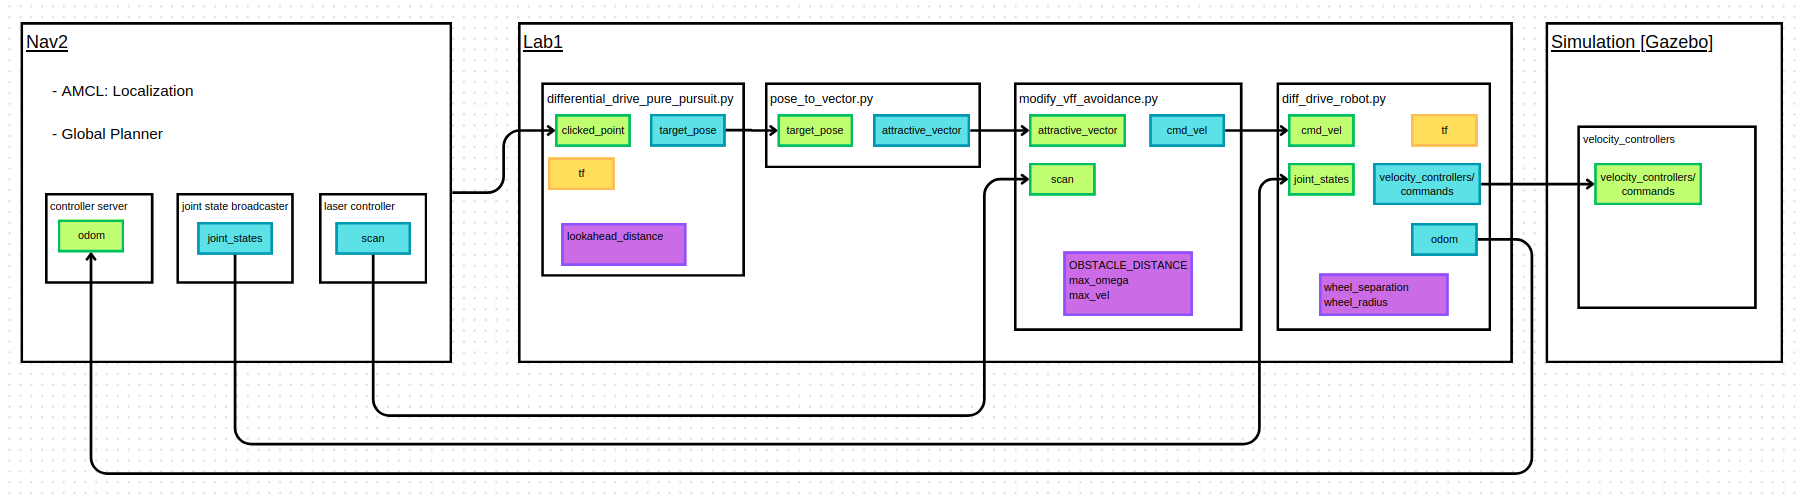 Nav2
- AMCL: Localization
- Global Planner
controller server
odom
joint state broadcaster
joint_states
laser controller
scan
Lab1
differential_drive_pure_pursuit.py
clicked_point
target_pose
tf
lookahead_distance
pose_to_vector.py
target_pose
attractive_vector
modify_vff_avoidance.py
attractive_vector
cmd_vel
scan
OBSTACLE_DISTANCE
max_omega
max_vel
diff_drive_robot.py
cmd_vel
tf
joint_states
velocity_controllers/
commands
odom
wheel_separation
wheel_radius
Simulation [Gazebo]
velocity_controllers
velocity_controllers/
commands